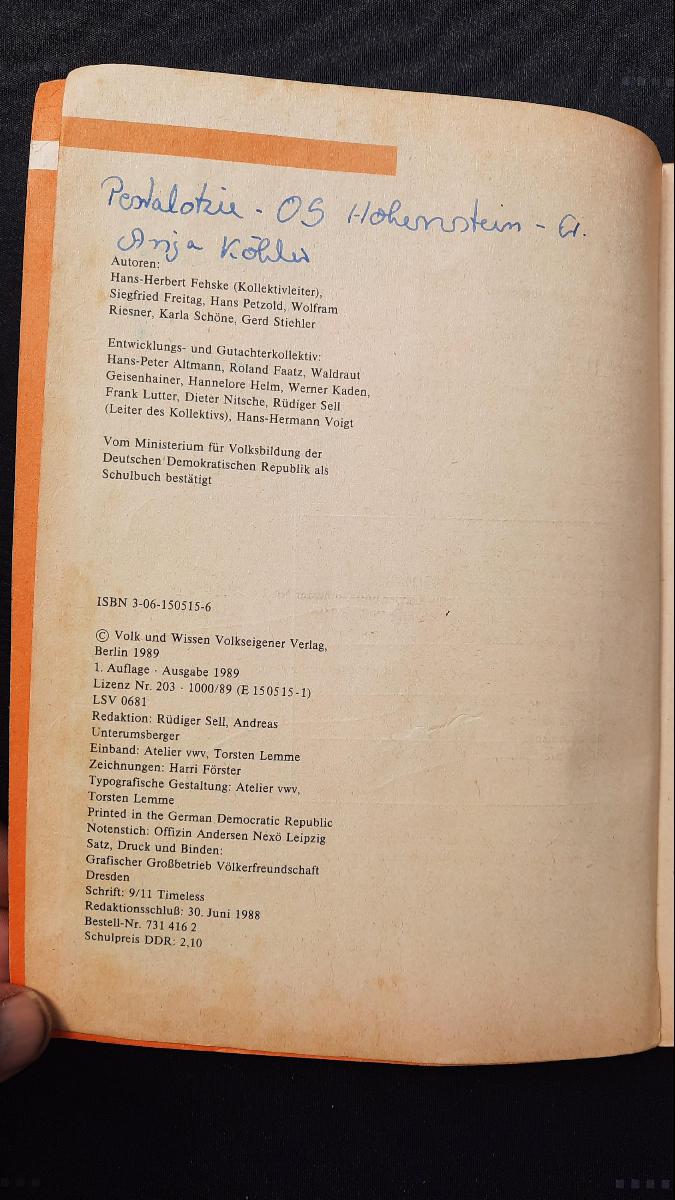 Pestalozzie - OS Hohenstein - Er.
Anja Köhler
Autoren:
Hans-Herbert Fehske (Kollektivleiter),
Siegfried Freitag, Hans Petzold, Wolfram
Riesner, Karla Schöne, Gerd Stiehler
Entwicklungs- und Gutachterkollektiv:
Hans-Peter Altmann, Roland Faatz, Waldraut
Geisenhainer, Hannelore Helm, Werner Kaden,
Frank Lutter, Dieter Nitsche, Rüdiger Sell
(Leiter des Kollektivs), Hans-Hermann Voigt
Vom Ministerium für Volksbildung der
Deutschen Demokratischen Republik als
Schulbuch bestätigt
ISBN 3-06-150515-6
© Volk und Wissen Volkseigener Verlag,
Berlin 1989
1. Auflage · Ausgabe 1989
Lizenz Nr. 203 · 1000/89 (E 150515-1)
LSV 0681
Redaktion: Rüdiger Sell, Andreas
Unterumsberger
Einband: Atelier vwv, Torsten Lemme
Zeichnungen: Harri Förster
Typografische Gestaltung: Atelier vwv,
Torsten Lemme
Printed in the German Democratic Republic
Notenstich: Offizin Andersen Nexö Leipzig
Satz, Druck und Binden:
Grafischer Großbetrieb Völkerfreundschaft
Dresden
Schrift: 9/11 Timeless
Redaktionsschluß: 30. Juni 1988
Bestell-Nr. 731 416 2
Schulpreis DDR: 2,10